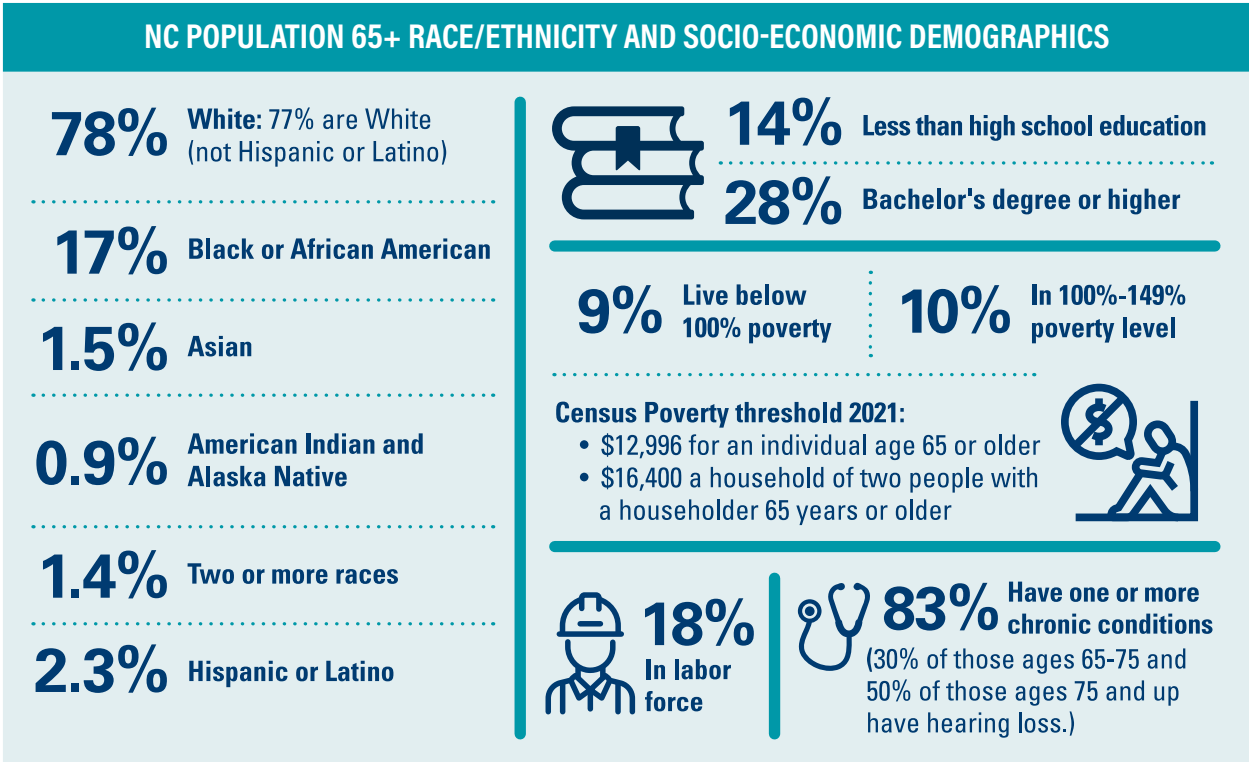 NC POPULATION 65+ RACE/ETHNICITY AND SOCIO-ECONOMIC DEMOGRAPHICS
78%
White: 77% are White
(not Hispanic or Latino)
17%
Black or African American
1.5%
Asian
0.9%
American Indian and
Alaska Native
1.4%
Two or more races
2.3%
Hispanic or Latino
14%
Less than high school education
28%
Bachelor's degree or higher
9%
Live below
100% poverty
10%
In 100%-149%
poverty level
Census Poverty threshold 2021:
• $12,996 for an individual age 65 or older
• $16,400 a household of two people with
a householder 65 years or older
$
18%
In labor
force
83%
Have one or more
chronic conditions
(30% of those ages 65-75 and
50% of those ages 75 and up
have hearing loss.)